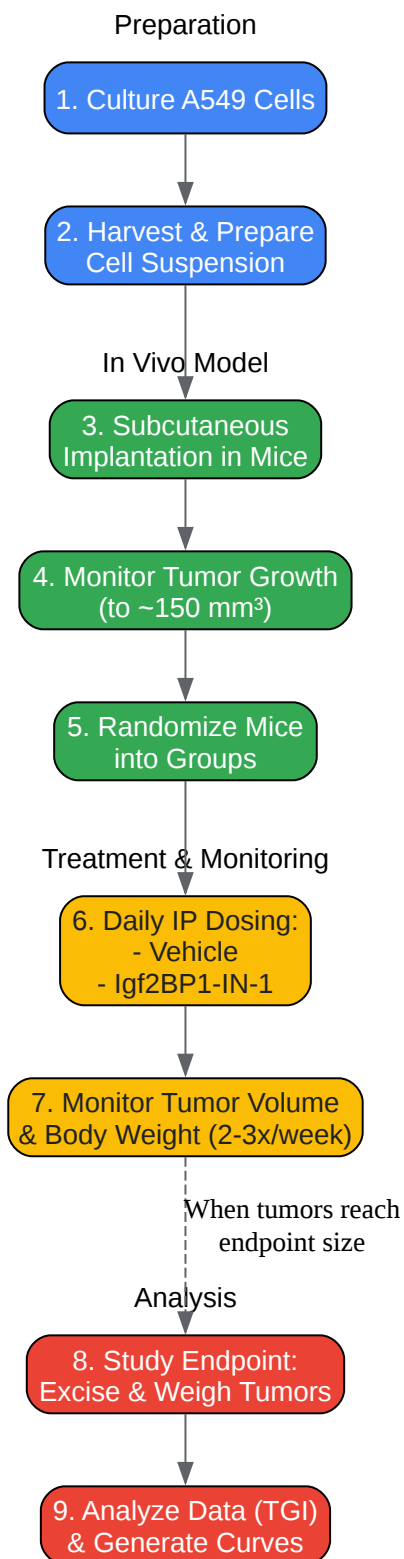 Preparation
1. Culture A549 Cells
2. Harvest & Prepare
Cell Suspension
In Vivo Model
3. Subcutaneous
Implantation in Mice
4. Monitor Tumor Growth
(to ~150 mm³)
5. Randomize Mice
into Groups
Treatment & Monitoring
6. Daily IP Dosing:
- Vehicle
- Igf2BP1-IN-1
7. Monitor Tumor Volume
& Body Weight (2-3x/week)
When tumors reach
endpoint size
Analysis
8. Study Endpoint:
Excise & Weigh Tumors
9. Analyze Data (TGI)
& Generate Curves